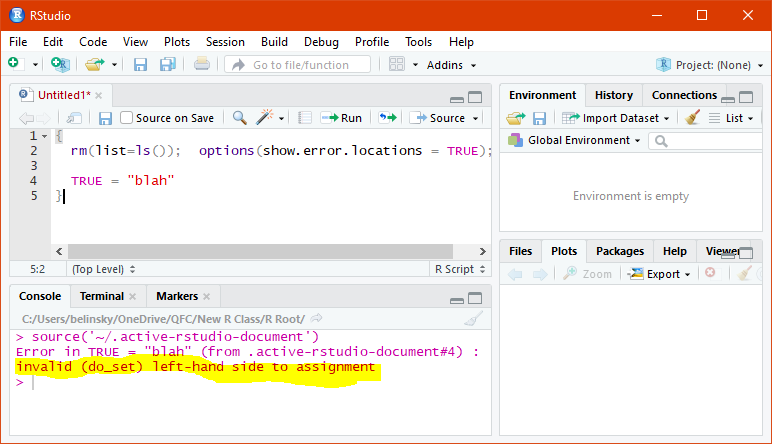 RStudio
File Edit Code View Plots Session Build Debug Profile Tools Help
Go to file/function Addins Project: (None)
Untitled1*
Source on Save Run Source
1 {
2 rm(list=ls()); options(show.error.locations = TRUE);
3
4 TRUE = "blah"
5 }
5:2 (Top Level) R Script
Console Terminal Markers
C:/Users/belinsky/OneDrive/QFC/New R Class/R Root/
> source('~/.active-rstudio-document')
Error in TRUE = "blah" (from .active-rstudio-document#4) :
invalid (do_set) left-hand side to assignment
>
Environment History Connections
Import Dataset List
Global Environment
Environment is empty
Files Plots Packages Help Viewer
Zoom Export